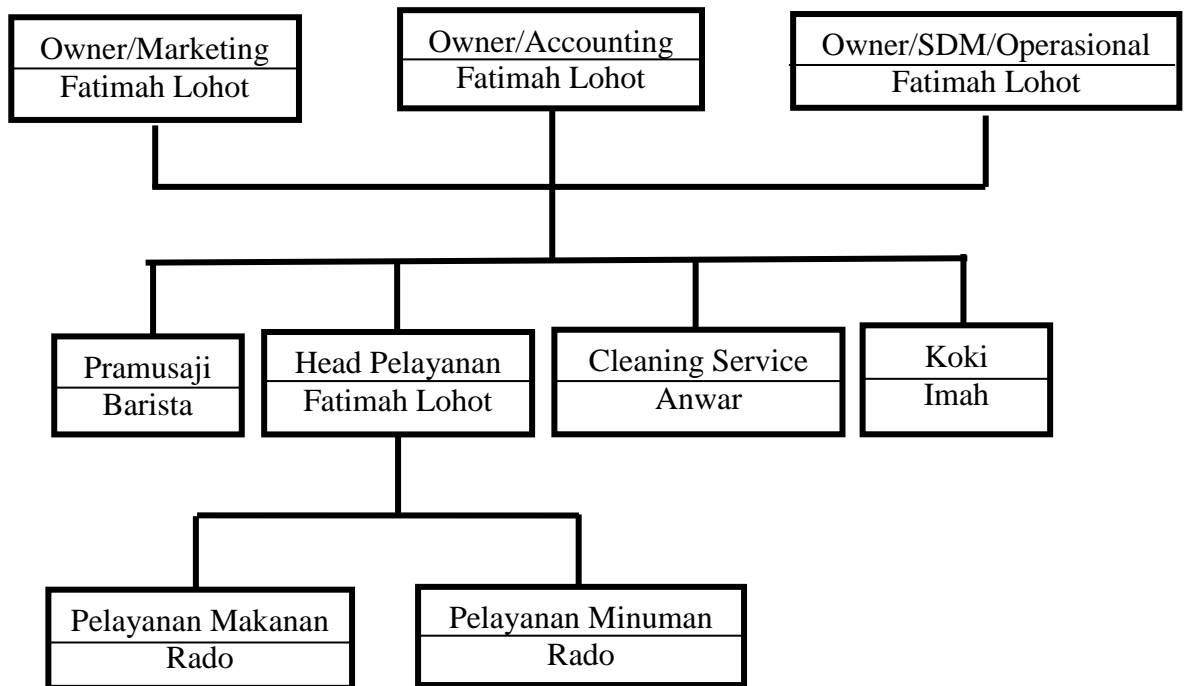 Owner/Marketing
Fatimah Lohot
Owner/Accounting
Fatimah Lohot
Owner/SDM/Operasional
Fatimah Lohot
Pramusaji
Barista
Head Pelayanan
Fatimah Lohot
Cleaning Service
Anwar
Koki
Imah
Pelayanan Makanan
Rado
Pelayanan Minuman
Rado